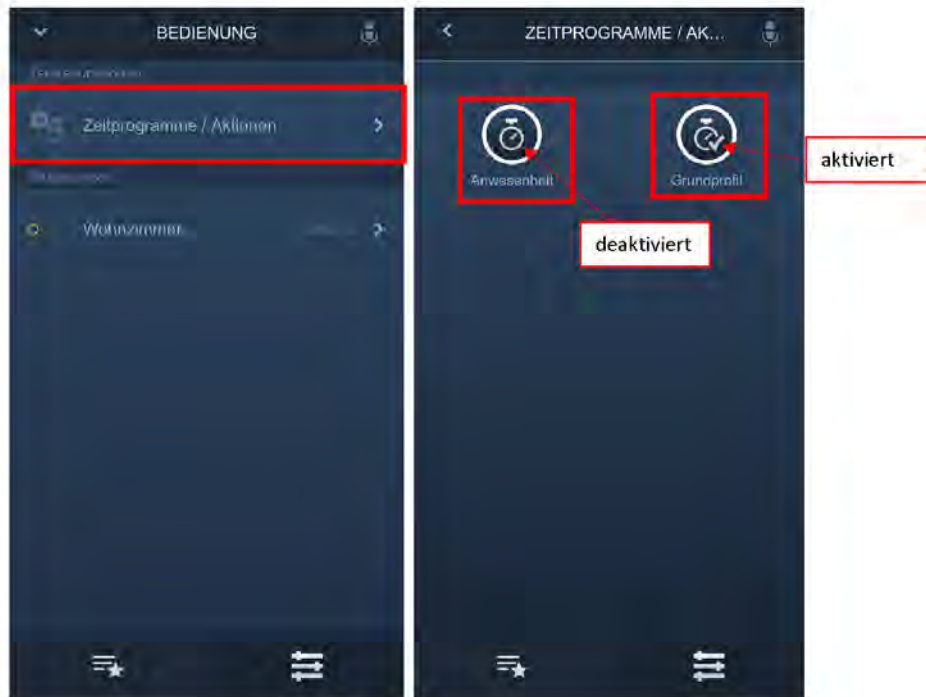 BEDIENUNG
Zeitprogramme / Aktionen
Wohnzimmer
ZEITPROGRAMME / AK...
Anwesenheit
Grundprofil
aktiviert
deaktiviert